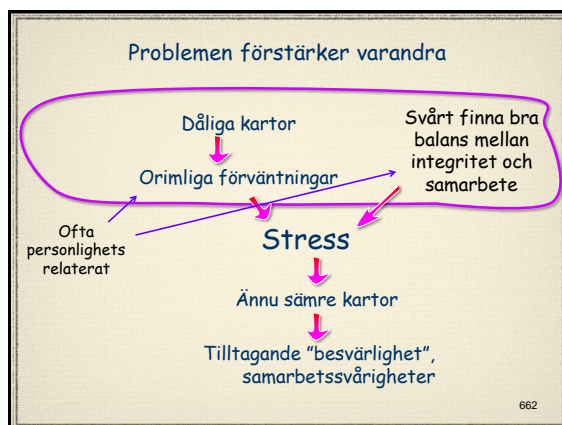 Problemen förstärker varandra
Dåliga kartor
Orimliga förväntningar
Svårt finna bra
balans mellan
integritet och
samarbete
Ofta
personlighets
relaterat
Stress
Ännu sämre kartor
Tilltagande ”besvärlighet”,
samarbetssvårigheter
662